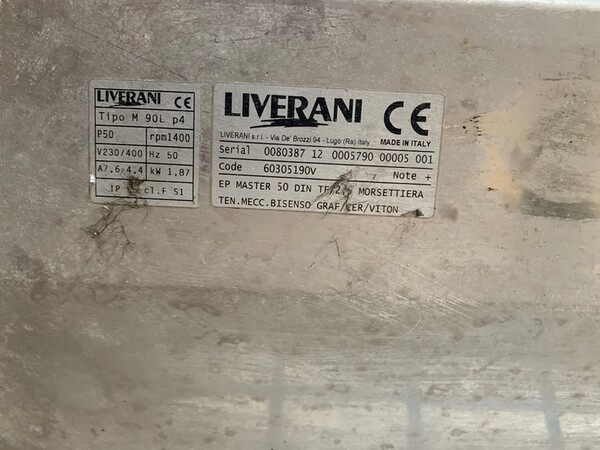 LIVERANI CE
Tipo M 90L p4
P50 rpm1400
V230/400 Hz 50
A7.6/4.4 kW 1.87
IP cl.F S1
LIVERANI CE
LIVERANI s.r.l. - Via De' Brozzi 94 - Lugo (Ra) Italy MADE IN ITALY
Serial 0080387 12 0005790 00005 001
Code 60305190V Note +
EP MASTER 50 DIN MORSETTIERA
TEN.MECC.BISENSO GRAF/CER/VITON